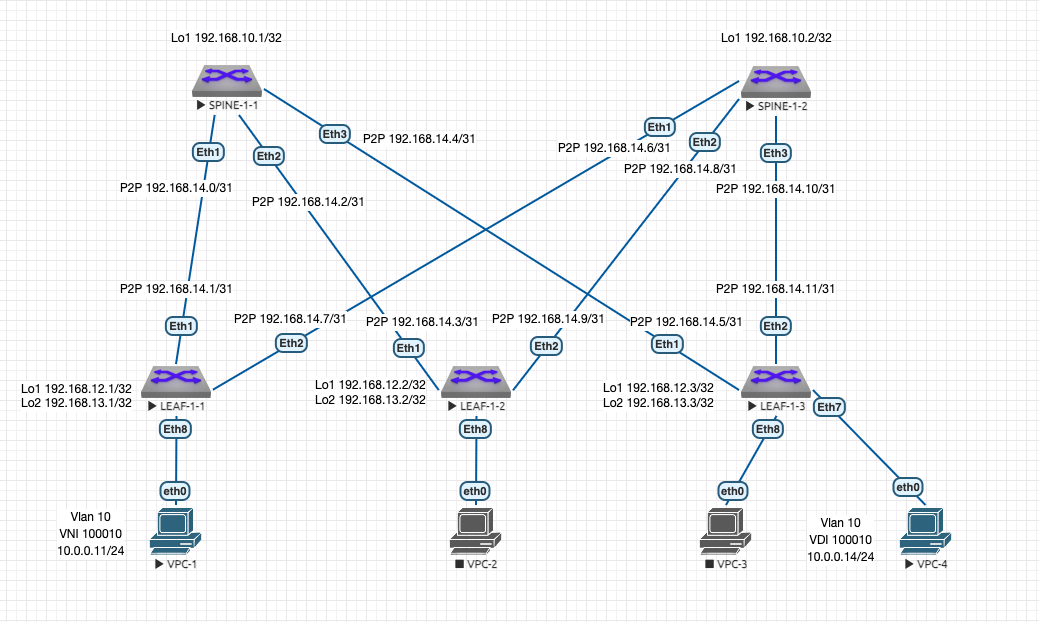 Lo1 192.168.10.1/32
Lo1 192.168.10.2/32
SPINE-1-1
SPINE-1-2
Eth3
P2P 192.168.14.4/31
Eth1
P2P 192.168.14.6/31
Eth2
P2P 192.168.14.8/31
Eth1
Eth2
Eth3
P2P 192.168.14.0/31
P2P 192.168.14.2/31
P2P 192.168.14.10/31
P2P 192.168.14.1/31
P2P 192.168.14.11/31
P2P 192.168.14.7/31
P2P 192.168.14.3/31
P2P 192.168.14.9/31
P2P 192.168.14.5/31
Eth1
Eth2
Eth1
Eth2
Eth1
Eth2
Lo1 192.168.12.1/32
Lo2 192.168.13.1/32
LEAF-1-1
Lo1 192.168.12.2/32
Lo2 192.168.13.2/32
LEAF-1-2
Lo1 192.168.12.3/32
Lo2 192.168.13.3/32
LEAF-1-3
Eth7
Eth8
Eth8
Eth8
eth0
eth0
eth0
eth0
Vlan 10
VNI 100010
10.0.0.11/24
Vlan 10
VDI 100010
10.0.0.14/24
VPC-1
VPC-2
VPC-3
VPC-4